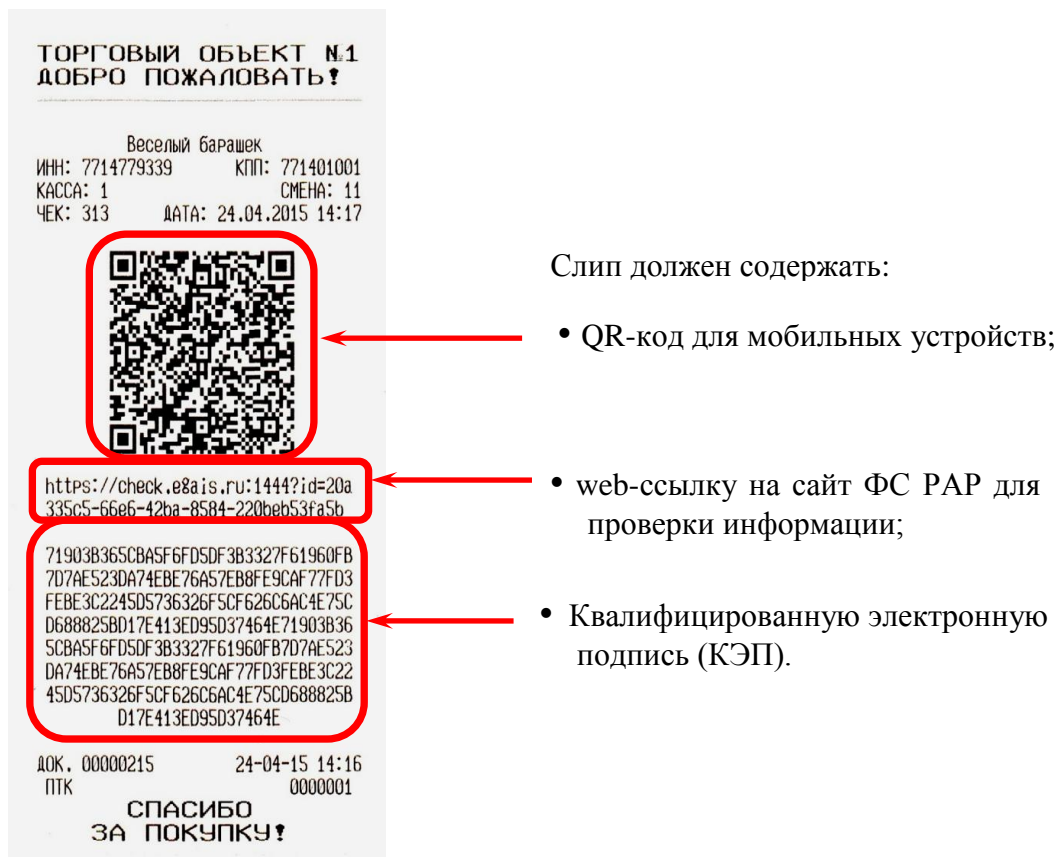 ТОРГОВЫЙ ОБЪЕКТ №1
ДОБРО ПОЖАЛОВАТЬ!
Веселый барашек
ИНН: 7714779339 КПП: 771401001
КАССА: 1 СМЕНА: 11
ЧЕК: 313 ДАТА: 24.04.2015 14:17
https://check.egais.ru:1444?id=20a
335c5-66e6-42ba-8584-220beb53fa5b
71903B365CBA5F6FD5DF3B3327F61960FB
7D7AE523DA74EBE76A57EB8FE9CAF77FD3
FEBE3C2245D5736326F5CF626C6AC4E75C
D688825BD17E413ED95D37464E71903B36
5CBA5F6FD5DF3B3327F61960FB7D7AE523
DA74EBE76A57EB8FE9CAF77FD3FEBE3C22
45D5736326F5CF626C6AC4E75CD688825B
D17E413ED95D37464E
ДОК. 00000215 24-04-15 14:16
ПТК 0000001
СПАСИБО
ЗА ПОКУПКУ!
Слип должен содержать:
• QR-код для мобильных устройств;
• web-ссылку на сайт ФС РАР для
проверки информации;
• Квалифицированную электронную
подпись (КЭП).